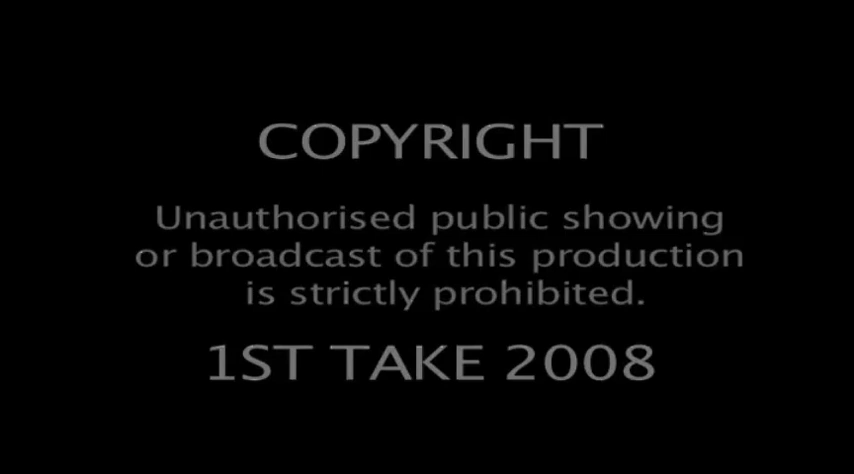 COPYRIGHT
Unauthorised public showing
or broadcast of this production
is strictly prohibited.
1ST TAKE 2008